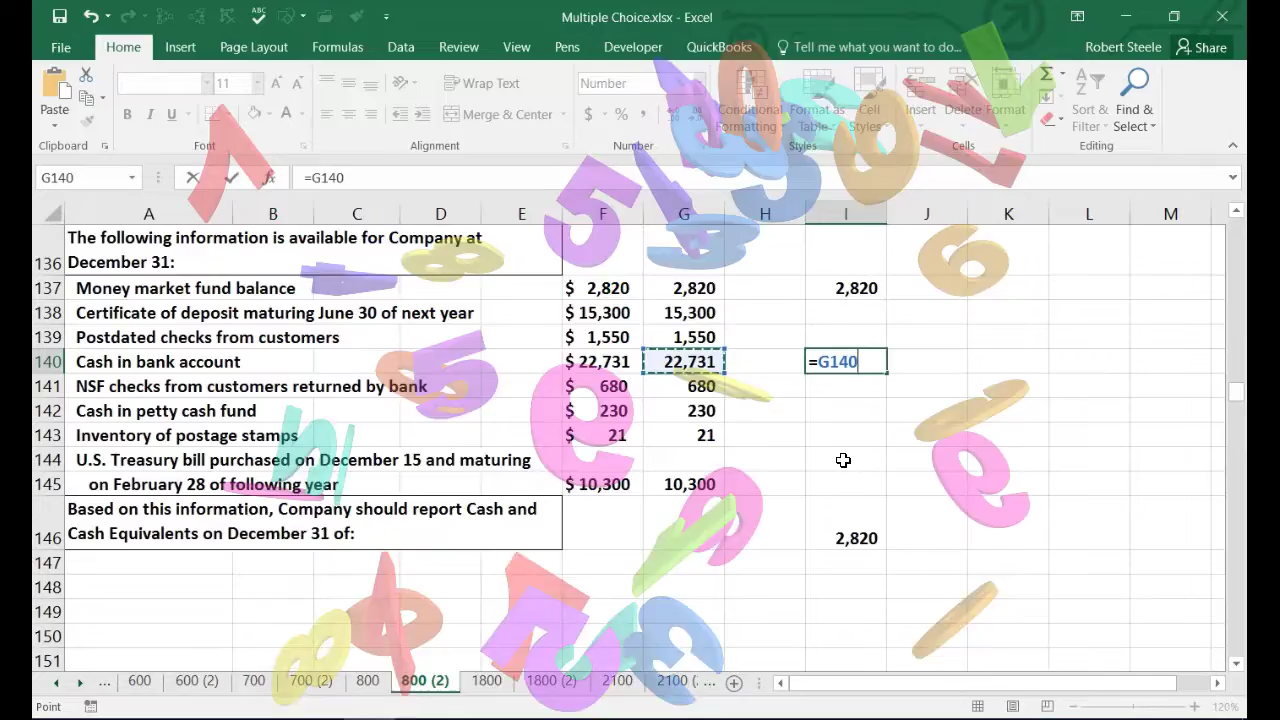 Multiple Choice.xlsx - Excel
File Home Insert Page Layout Formulas Data Review View Pens Developer QuickBooks Tell me what you want to do... Robert Steele Share
Paste
11
Wrap Text
Merge & Center
Number
Conditional Formatting
Format as Table
Cell Styles
Insert Delete Format
Sort & Filter
Find & Select
Clipboard Font Alignment Number Styles Cells Editing
G140 =G140
A B C D E F G H I J K L M
136 The following information is available for Company at
December 31:
137 Money market fund balance $ 2,820 2,820 2,820
138 Certificate of deposit maturing June 30 of next year $ 15,300 15,300
139 Postdated checks from customers $ 1,550 1,550
140 Cash in bank account $ 22,731 22,731 =G140
141 NSF checks from customers returned by bank $ 680 680
142 Cash in petty cash fund $ 230 230
143 Inventory of postage stamps $ 21 21
144 U.S. Treasury bill purchased on December 15 and maturing
145 on February 28 of following year $ 10,300 10,300
Based on this information, Company should report Cash and
146 Cash Equivalents on December 31 of: 2,820
147
148
149
150
151
... 600 600 (2) 700 700 (2) 800 800 (2) 1800 1800 (2) 2100 2100 (. ...
Point 120%